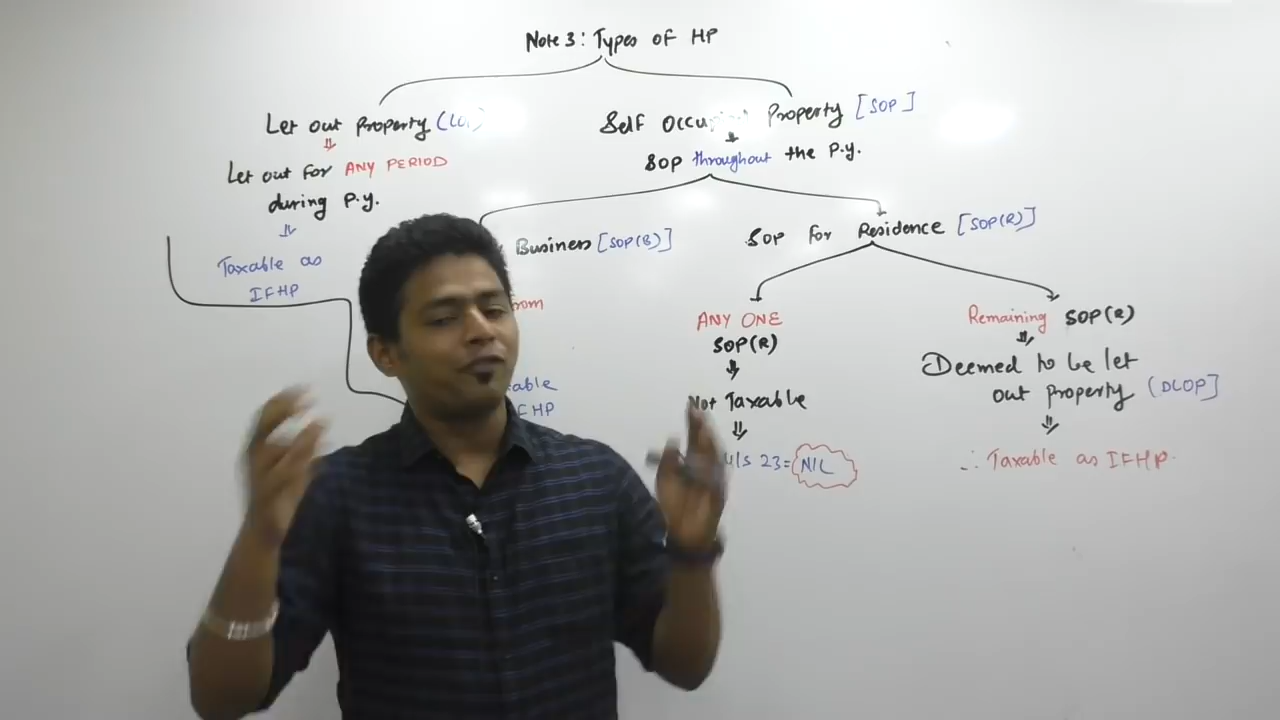 Note 3: Types of HP
Let out Property
Let out for ANY PERIOD
during P.y.
Taxable as
IFHP
Self Property [SOP]
SOP throughout the P.y.
Business [SOP(B)]
SOP for Residence [SOP(R)]
ANY ONE
SOP(R)
Not Taxable
u/s 23= NIL
Remaining SOP(R)
Deemed to be let
out Property (DLOP]
∴ Taxable as IFHP.